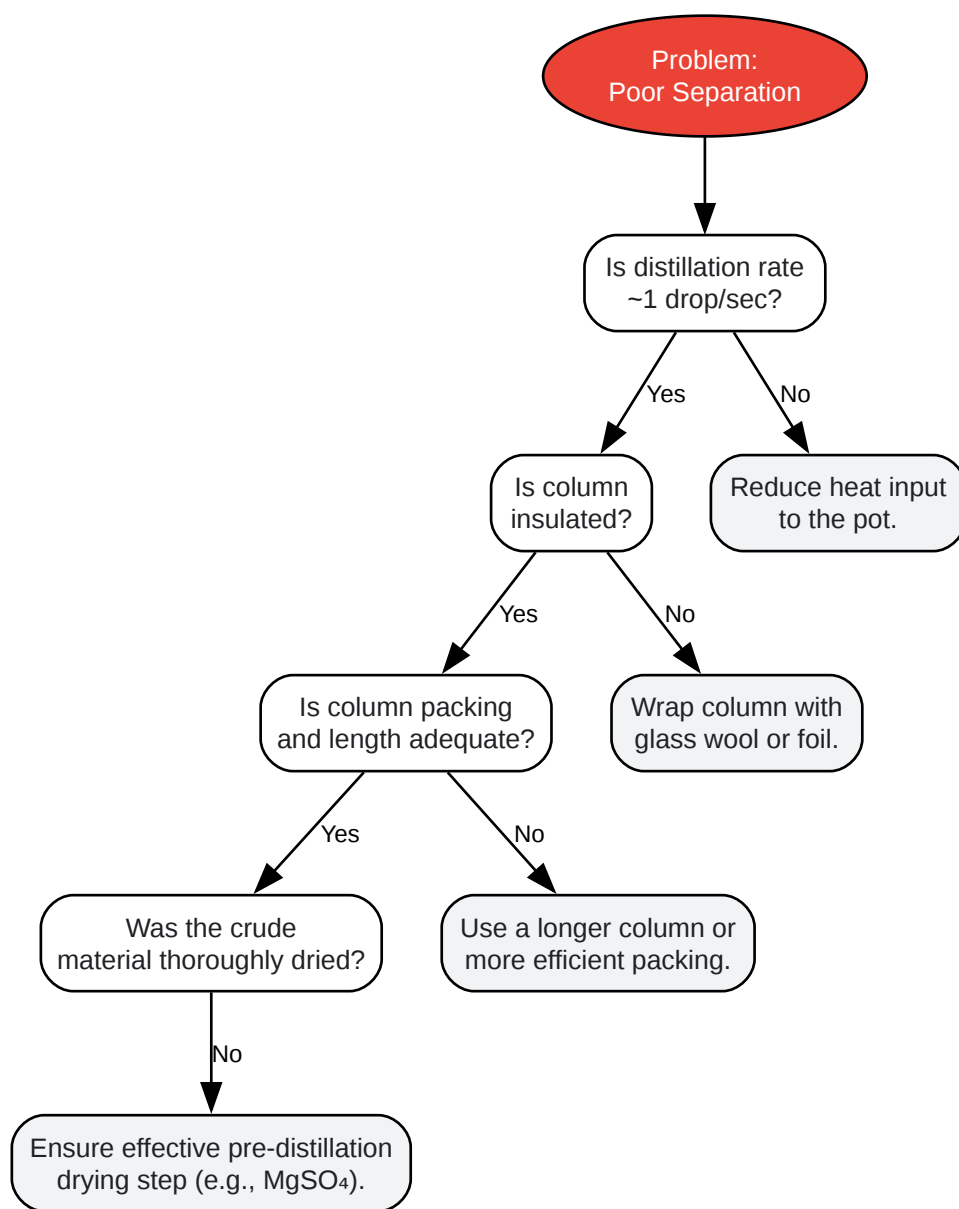 Problem:
Poor Separation
Is distillation rate
~1 drop/sec?
Yes
No
Is column
insulated?
Reduce heat input
to the pot.
Yes
No
Is column packing
and length adequate?
Wrap column with
glass wool or foil.
Yes
No
Was the crude
material thoroughly dried?
Use a longer column or
more efficient packing.
No
Ensure effective pre-distillation
drying step (e.g., MgSO₄).